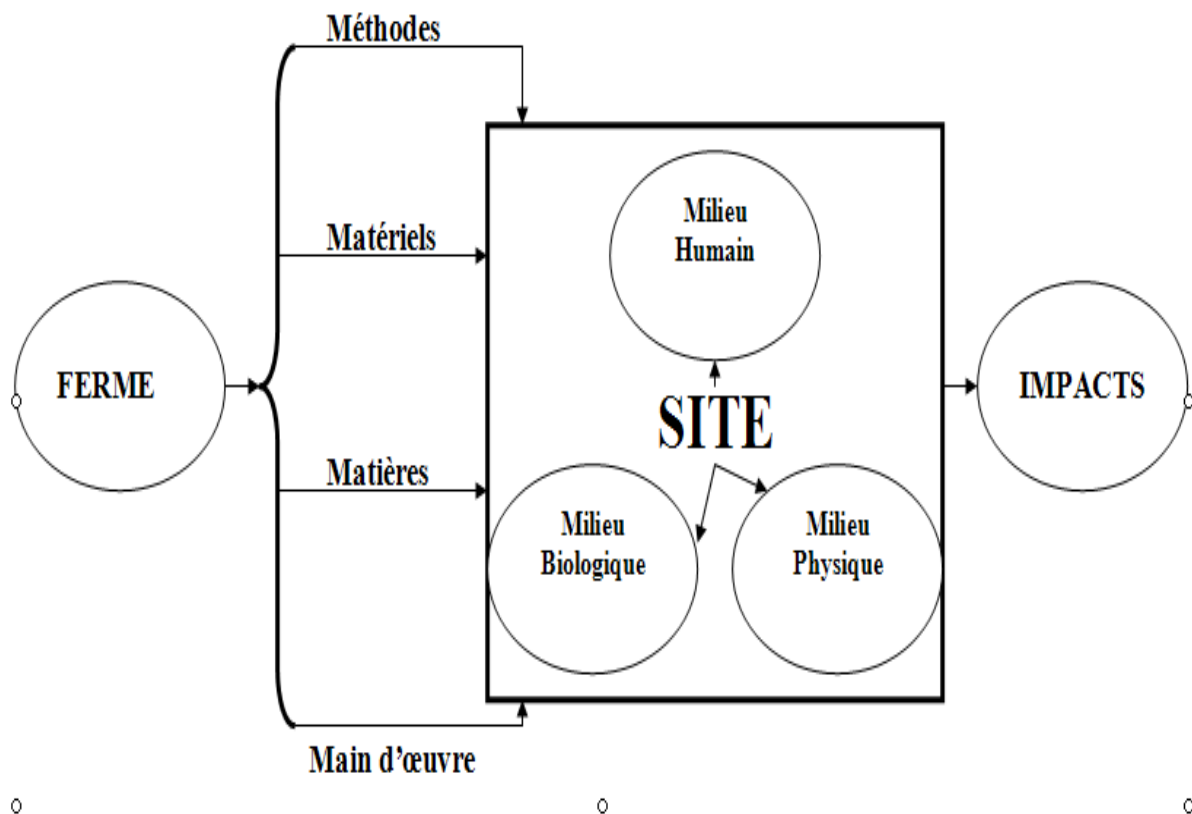 Méthodes
Matériels
Matières
Main d'œuvre
FERME
Milieu
Humain
SITE
Milieu
Biologique
Milieu
Physique
IMPACTS